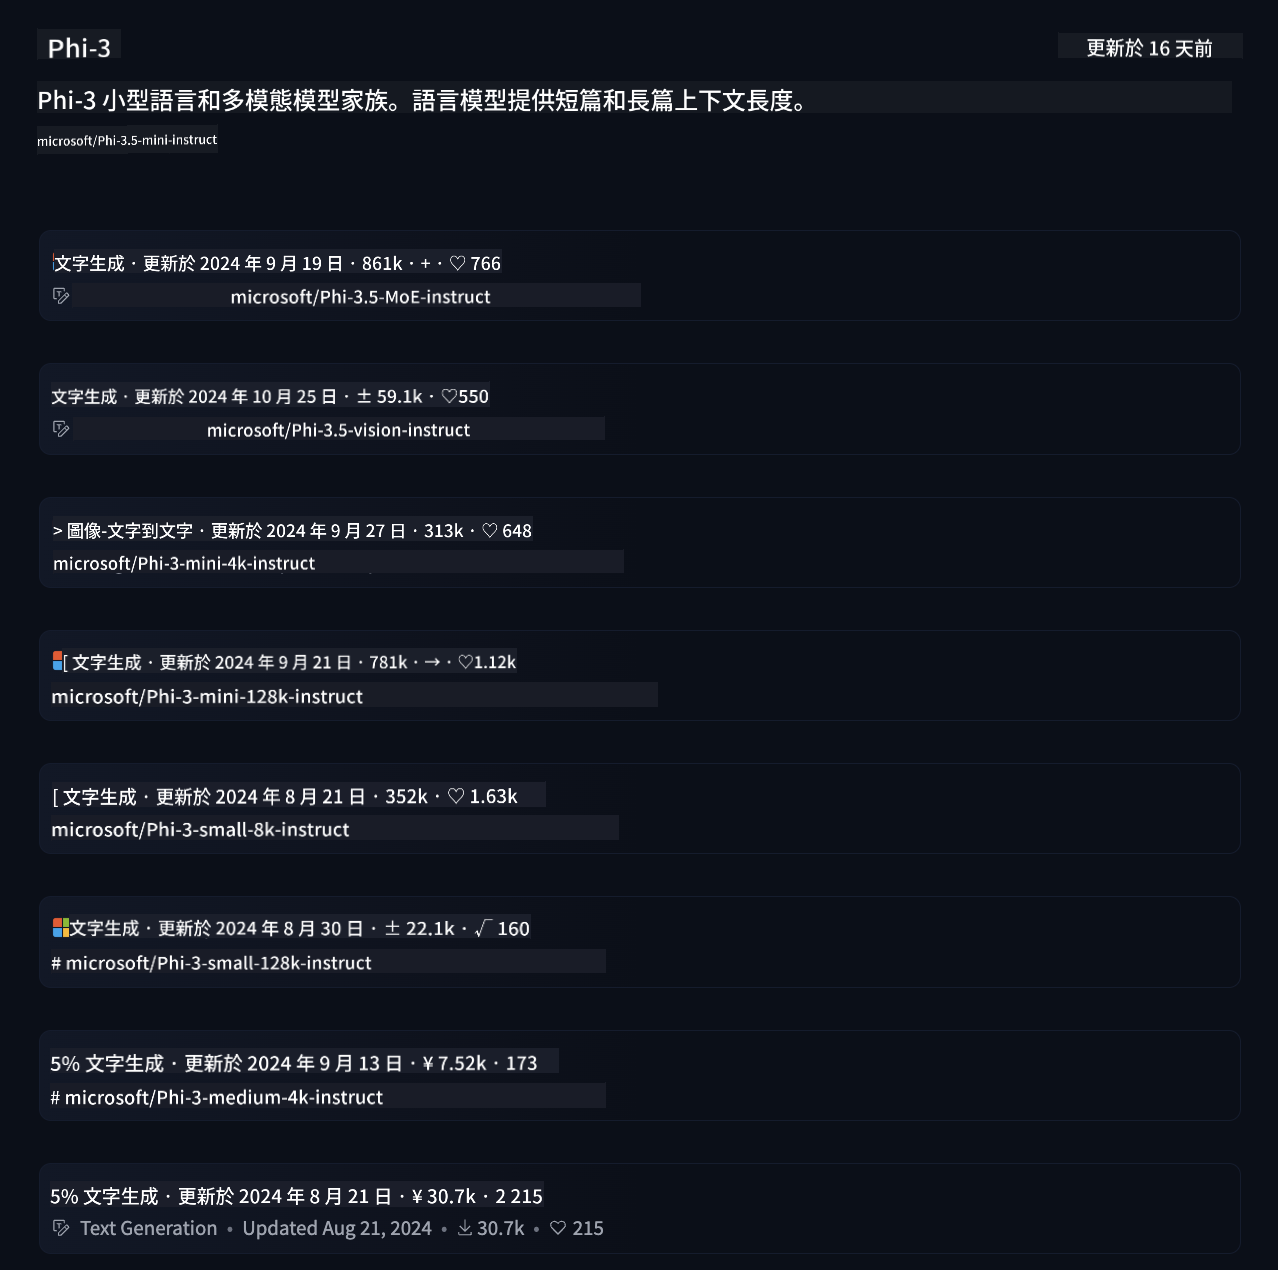 Phi-3
更新於 16 天前
Phi-3 小型語言和多模態模型家族。語言模型提供短篇和長篇上下文長度。
microsoft/Phi-3.5-mini-instruct
文字生成 · 更新於 2024 年 9 月 19 日 · 861k · + · ♡ 766
microsoft/Phi-3.5-MoE-instruct
文字生成 · 更新於 2024 年 10 月 25 日 · ± 59.1k · ♡550
microsoft/Phi-3.5-vision-instruct
> 圖像-文字到文字 · 更新於 2024 年 9 月 27 日 · 313k · ♡ 648
microsoft/Phi-3-mini-4k-instruct
[ 文字生成 · 更新於 2024 年 9 月 21 日 · 781k · → · ♡1.12k
microsoft/Phi-3-mini-128k-instruct
[ 文字生成 · 更新於 2024 年 8 月 21 日 · 352k · ♡ 1.63k
microsoft/Phi-3-small-8k-instruct
文字生成 · 更新於 2024 年 8 月 30 日 · ± 22.1k · √ 160
# microsoft/Phi-3-small-128k-instruct
5% 文字生成 · 更新於 2024 年 9 月 13 日 · ¥ 7.52k · 173
# microsoft/Phi-3-medium-4k-instruct
5% 文字生成 · 更新於 2024 年 8 月 21 日 · ¥ 30.7k · 2 215
Text Generation • Updated Aug 21, 2024 • 30.7k • ♡ 215